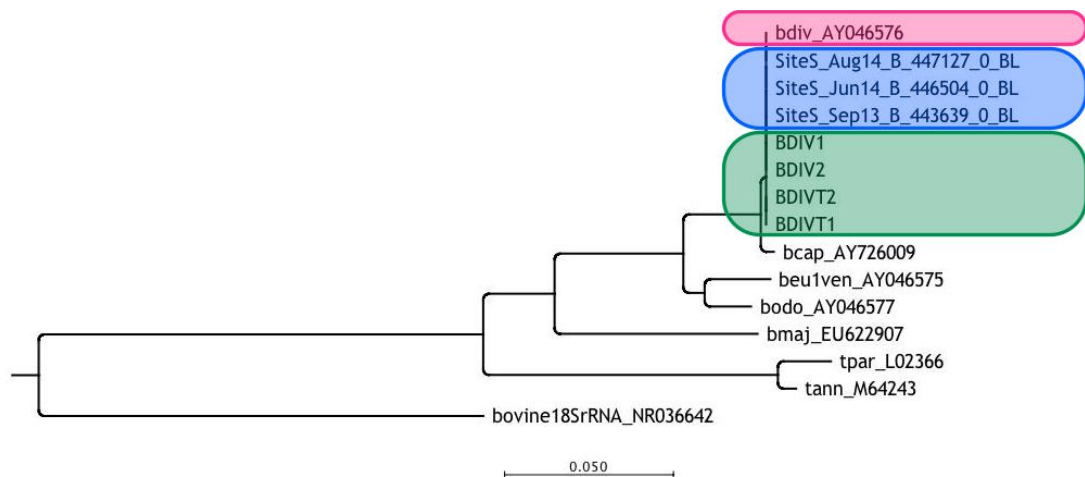 bdiv_AY046576
SiteS_Aug14_B_447127_0_BL
SiteS_Jun14_B_446504_0_BL
SiteS_Sep13_B_443639_0_BL
BDIV1
BDIV2
BDIVT2
BDIVT1
bcap_AY726009
beu1ven_AY046575
bodo_AY046577
bmaj_EU622907
tpar_L02366
tann_M64243
bovine18SrRNA_NR036642
0.050